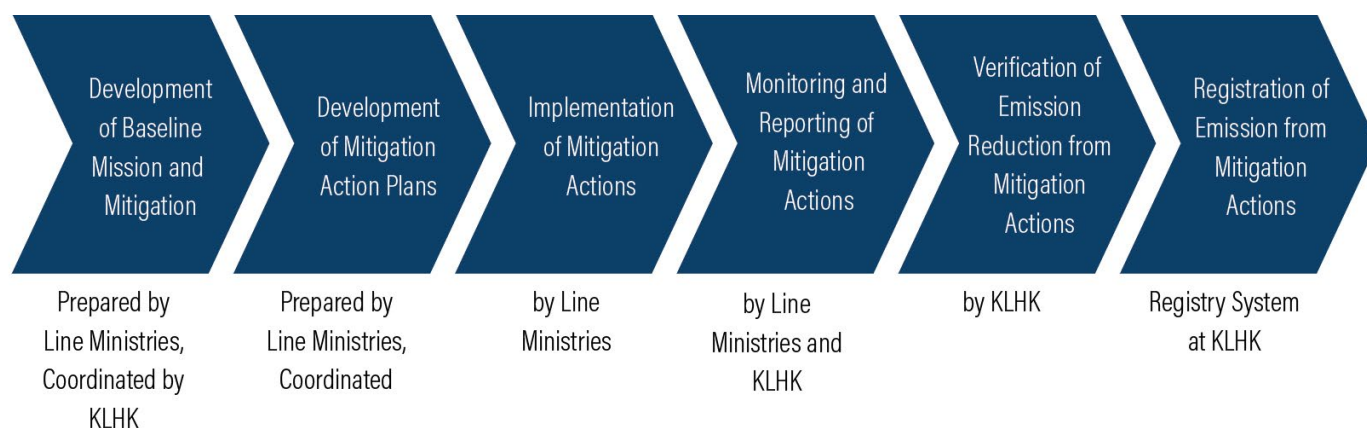 Development
of Baseline
Mission and
Mitigation
Development
of Mitigation
Action Plans
Implementation
of Mitigation
Actions
Monitoring and
Reporting of
Mitigation
Actions
Verification of
Emission
Reduction from
Mitigation
Actions
Registration of
Emission from
Mitigation
Actions
Prepared by
Line Ministries,
Coordinated by
KLHK
Prepared by
Line Ministries,
Coordinated
by Line
Ministries
by Line
Ministries and
KLHK
by KLHK
Registry System
at KLHK